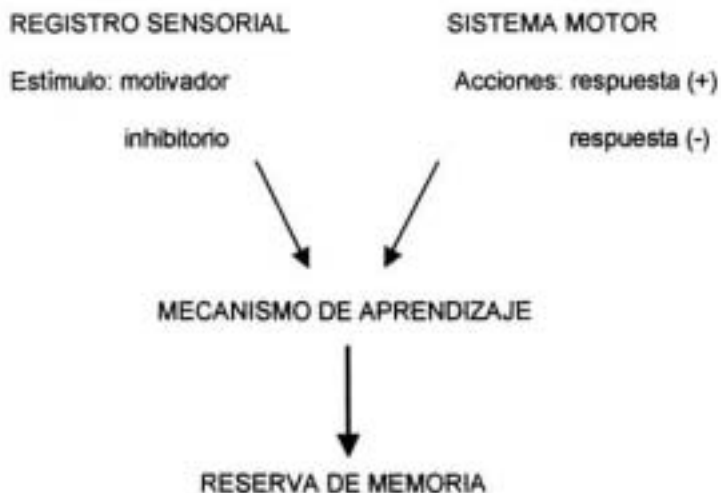 REGISTRO SENSORIAL
SISTEMA MOTOR
Estímulo: motivador
Acciones: respuesta (+)
inhibitorio
respuesta (-)
MECANISMO DE APRENDIZAJE
RESERVA DE MEMORIA